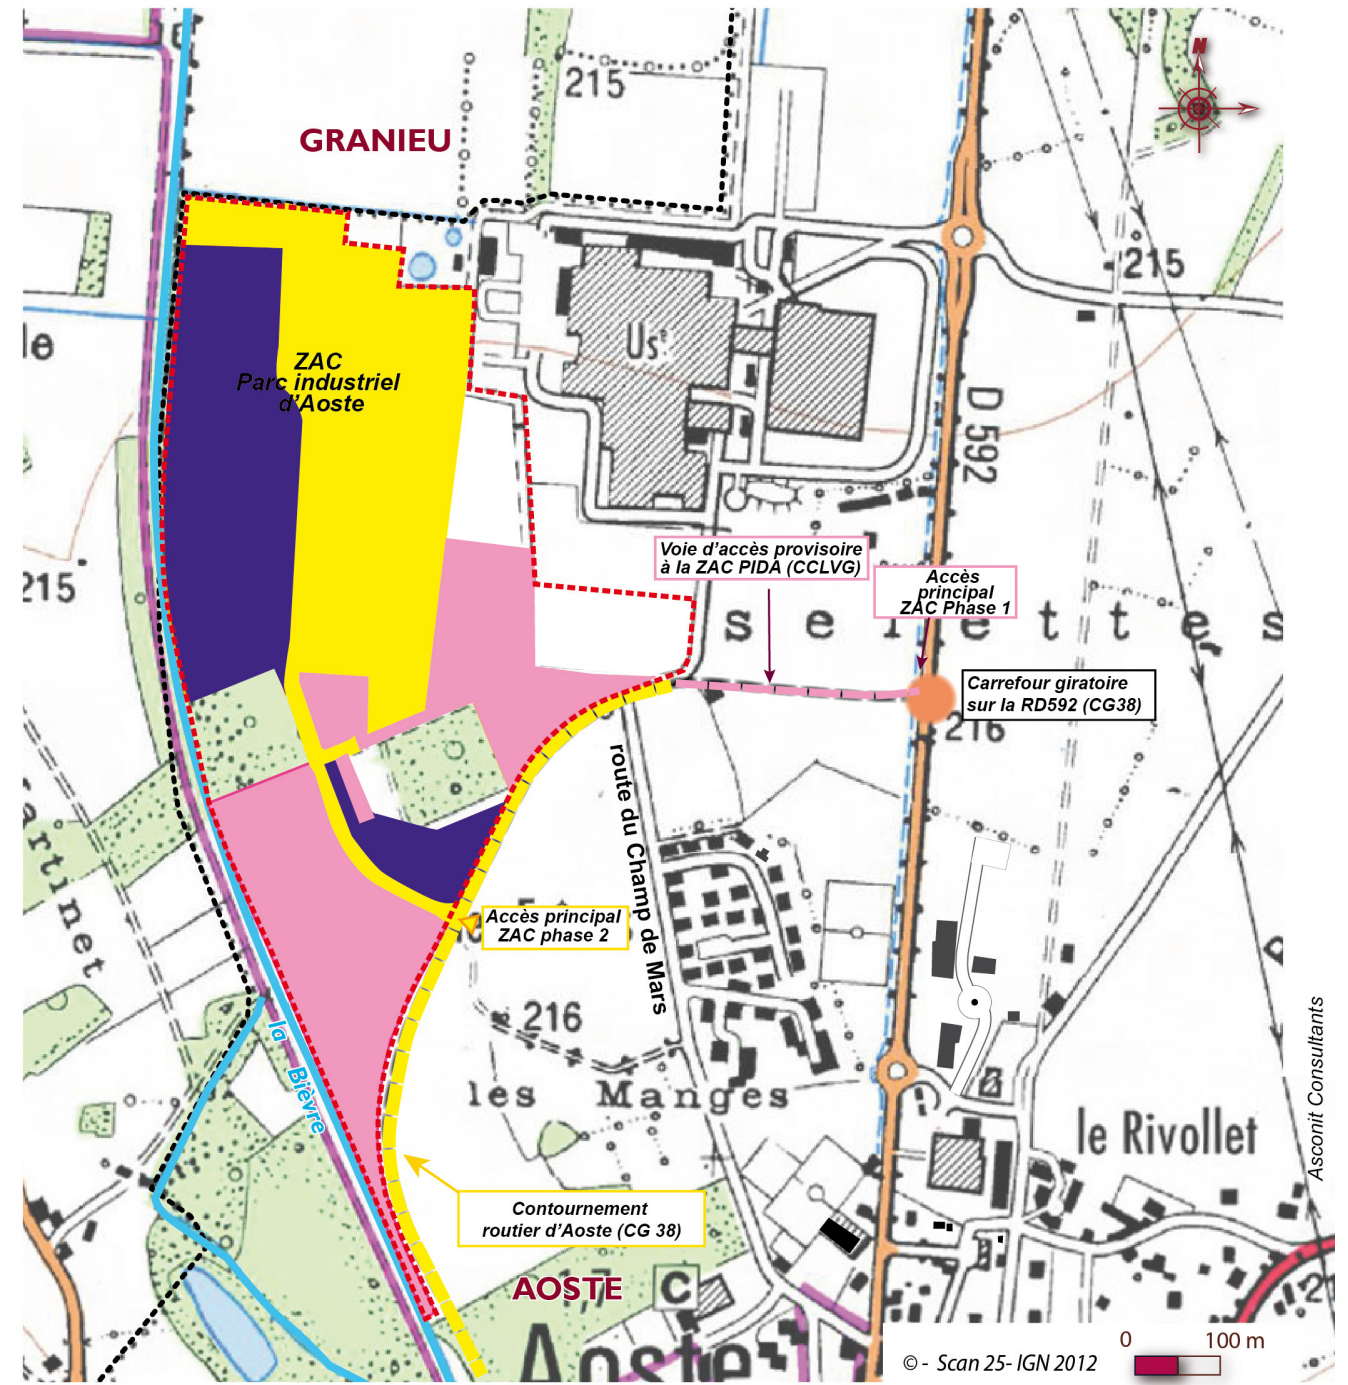 N
215
GRANIEU
215
le
Usᵉ
ZAC
Parc industriel
d’Aoste
D 592
215
Voie d’accès provisoire
à la ZAC PIDA (CCLVG)
Accès
principal
ZAC Phase 1
Carrefour giratoire
sur la RD592 (CG38)
216
route du Champ de Mars
Accès principal
ZAC phase 2
216
la Bièvre
les Manges
le Rivollet
Asconit Consultants
Contournement
routier d’Aoste (CG 38)
AOSTE
C
Aoste
© - Scan 25- IGN 2012
0 100 m